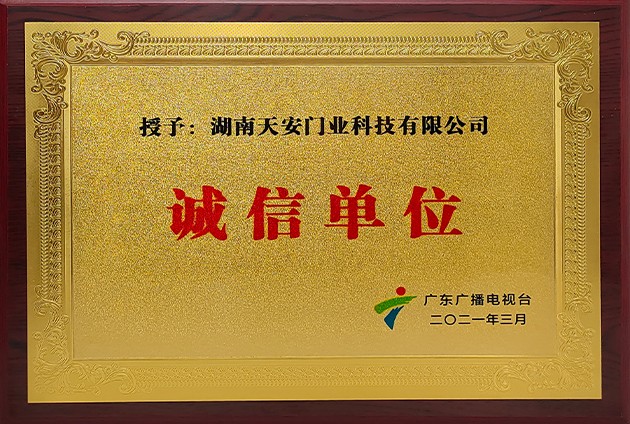 授予：湖南天安门业科技有限公司
诚信单位
广东广播电视台
二〇二一年三月